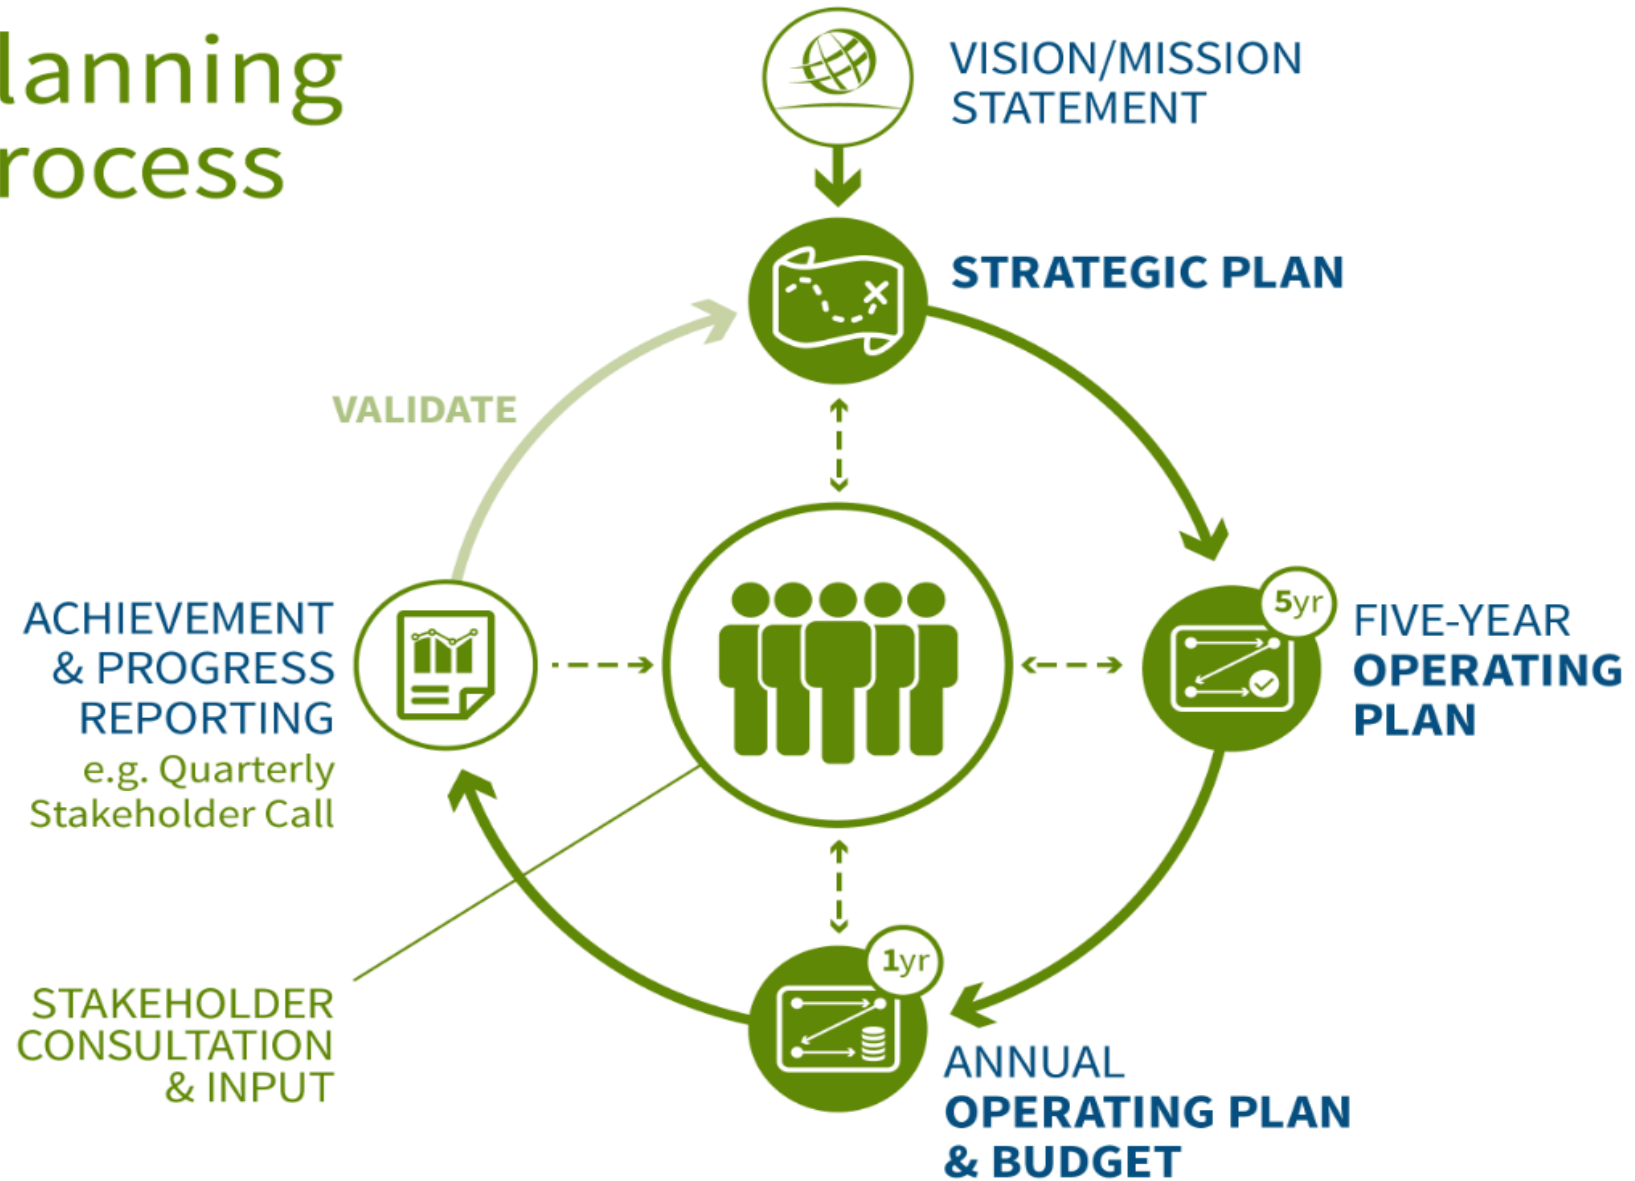 lanning
rocess
VISION/MISSION
STATEMENT
STRATEGIC PLAN
VALIDATE
5yr
FIVE-YEAR
OPERATING
PLAN
ACHIEVEMENT
& PROGRESS
REPORTING
e.g. Quarterly
Stakeholder Call
STAKEHOLDER
CONSULTATION
& INPUT
1yr
ANNUAL
OPERATING PLAN
& BUDGET